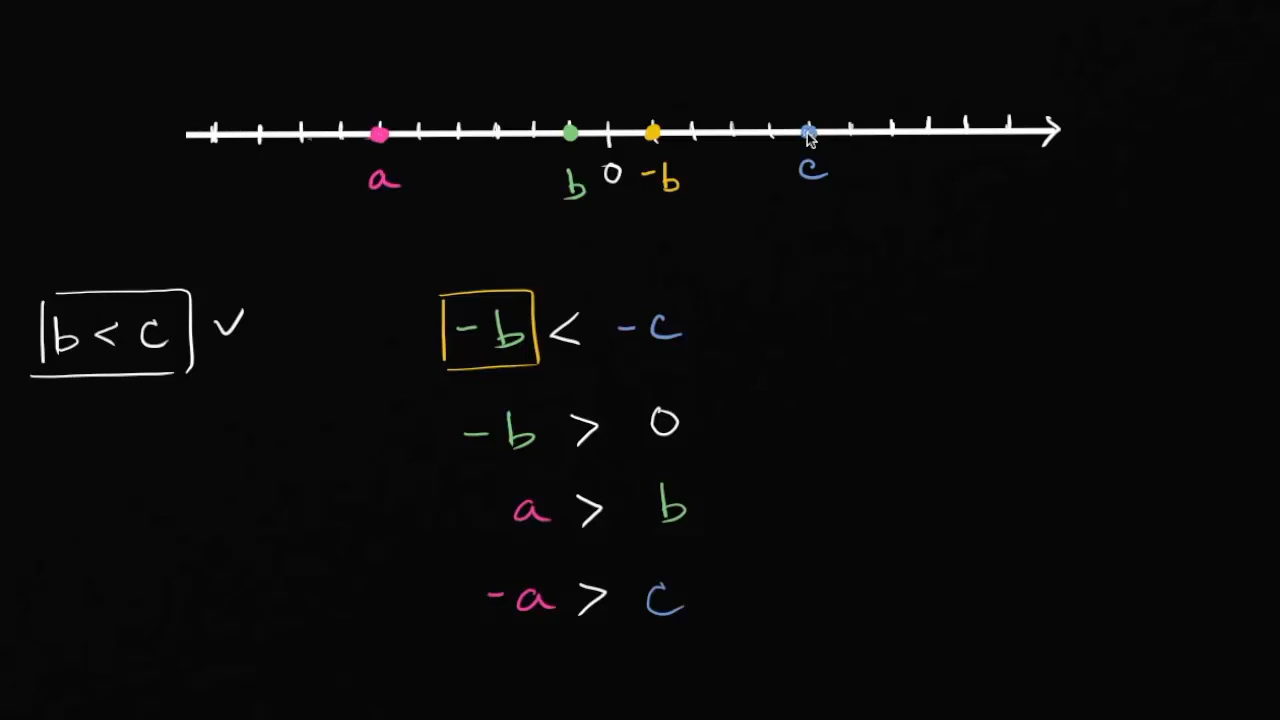 a b 0 -b c
b < c ✓
-b < -c
-b > 0
a > b
-a > c